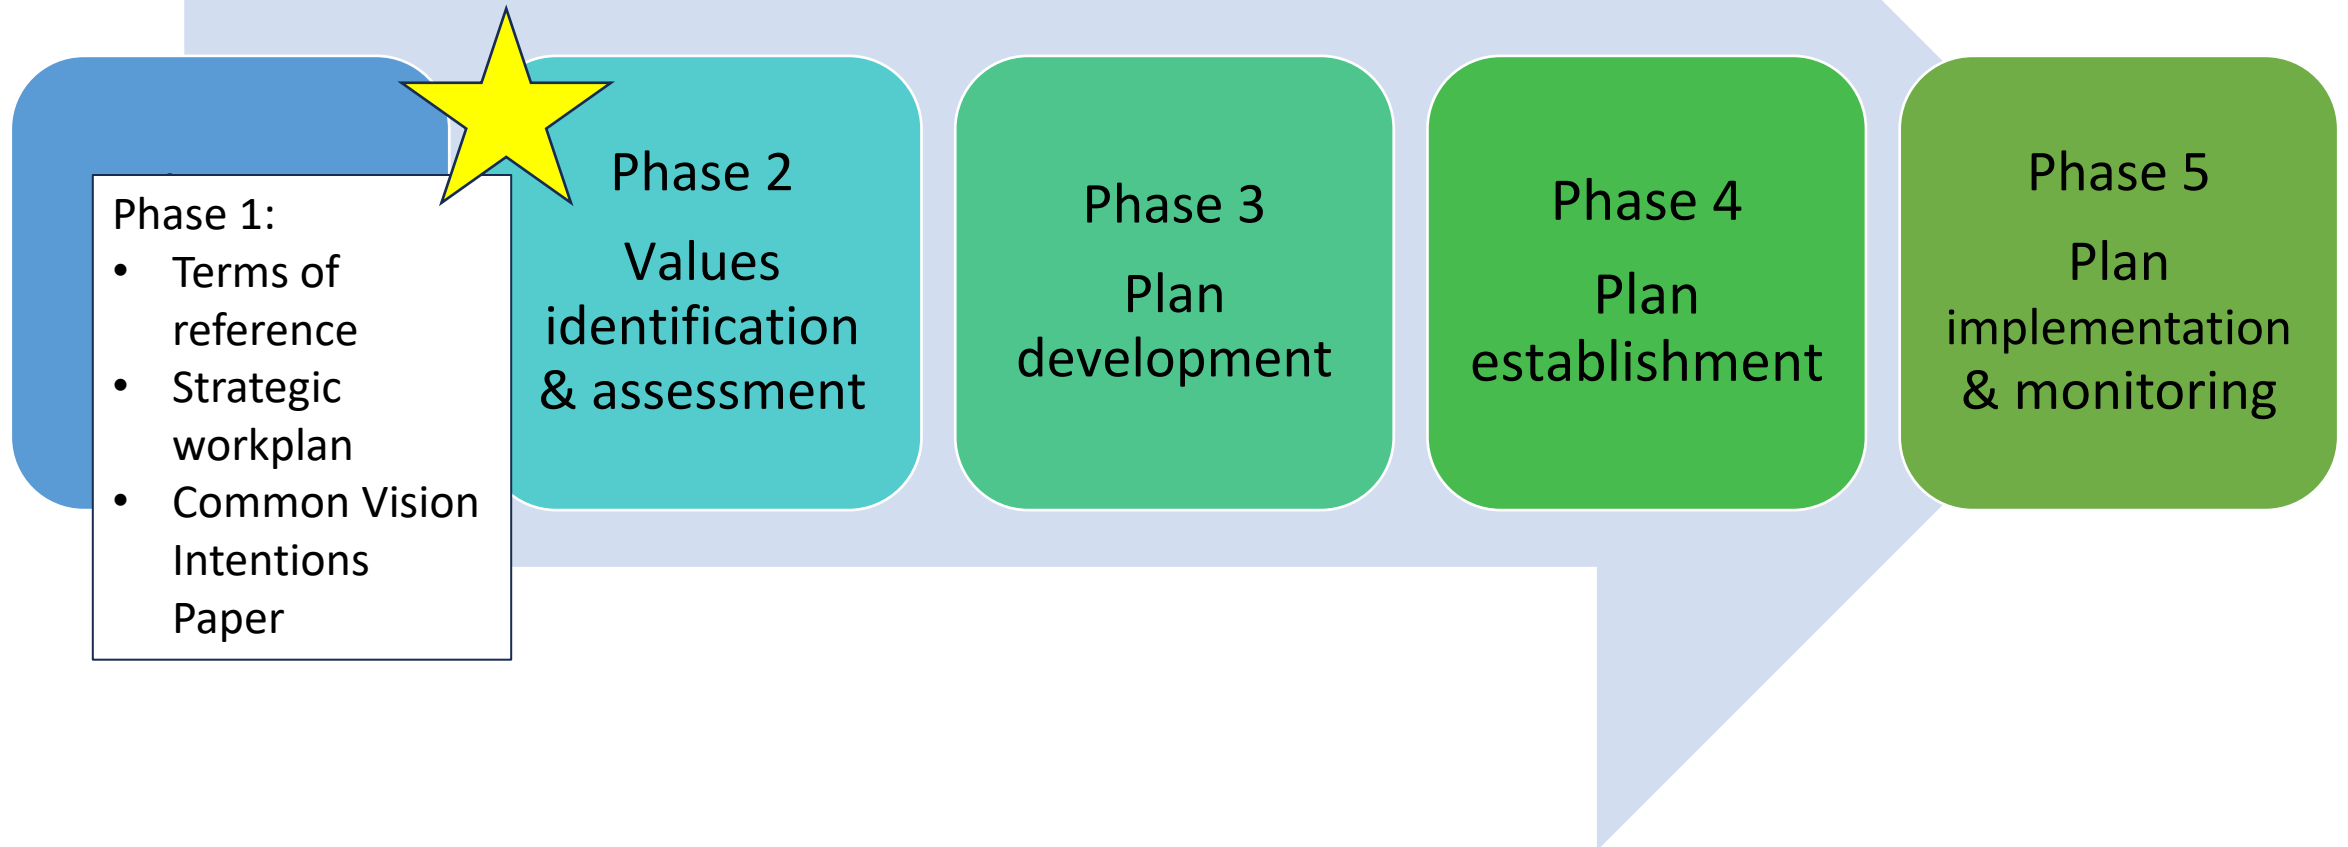 Phase 1:
• Terms of
reference
• Strategic
workplan
• Common Vision
Intentions
Paper
Phase 2
Values
identification
& assessment
Phase 3
Plan
development
Phase 4
Plan
establishment
Phase 5
Plan
implementation
& monitoring